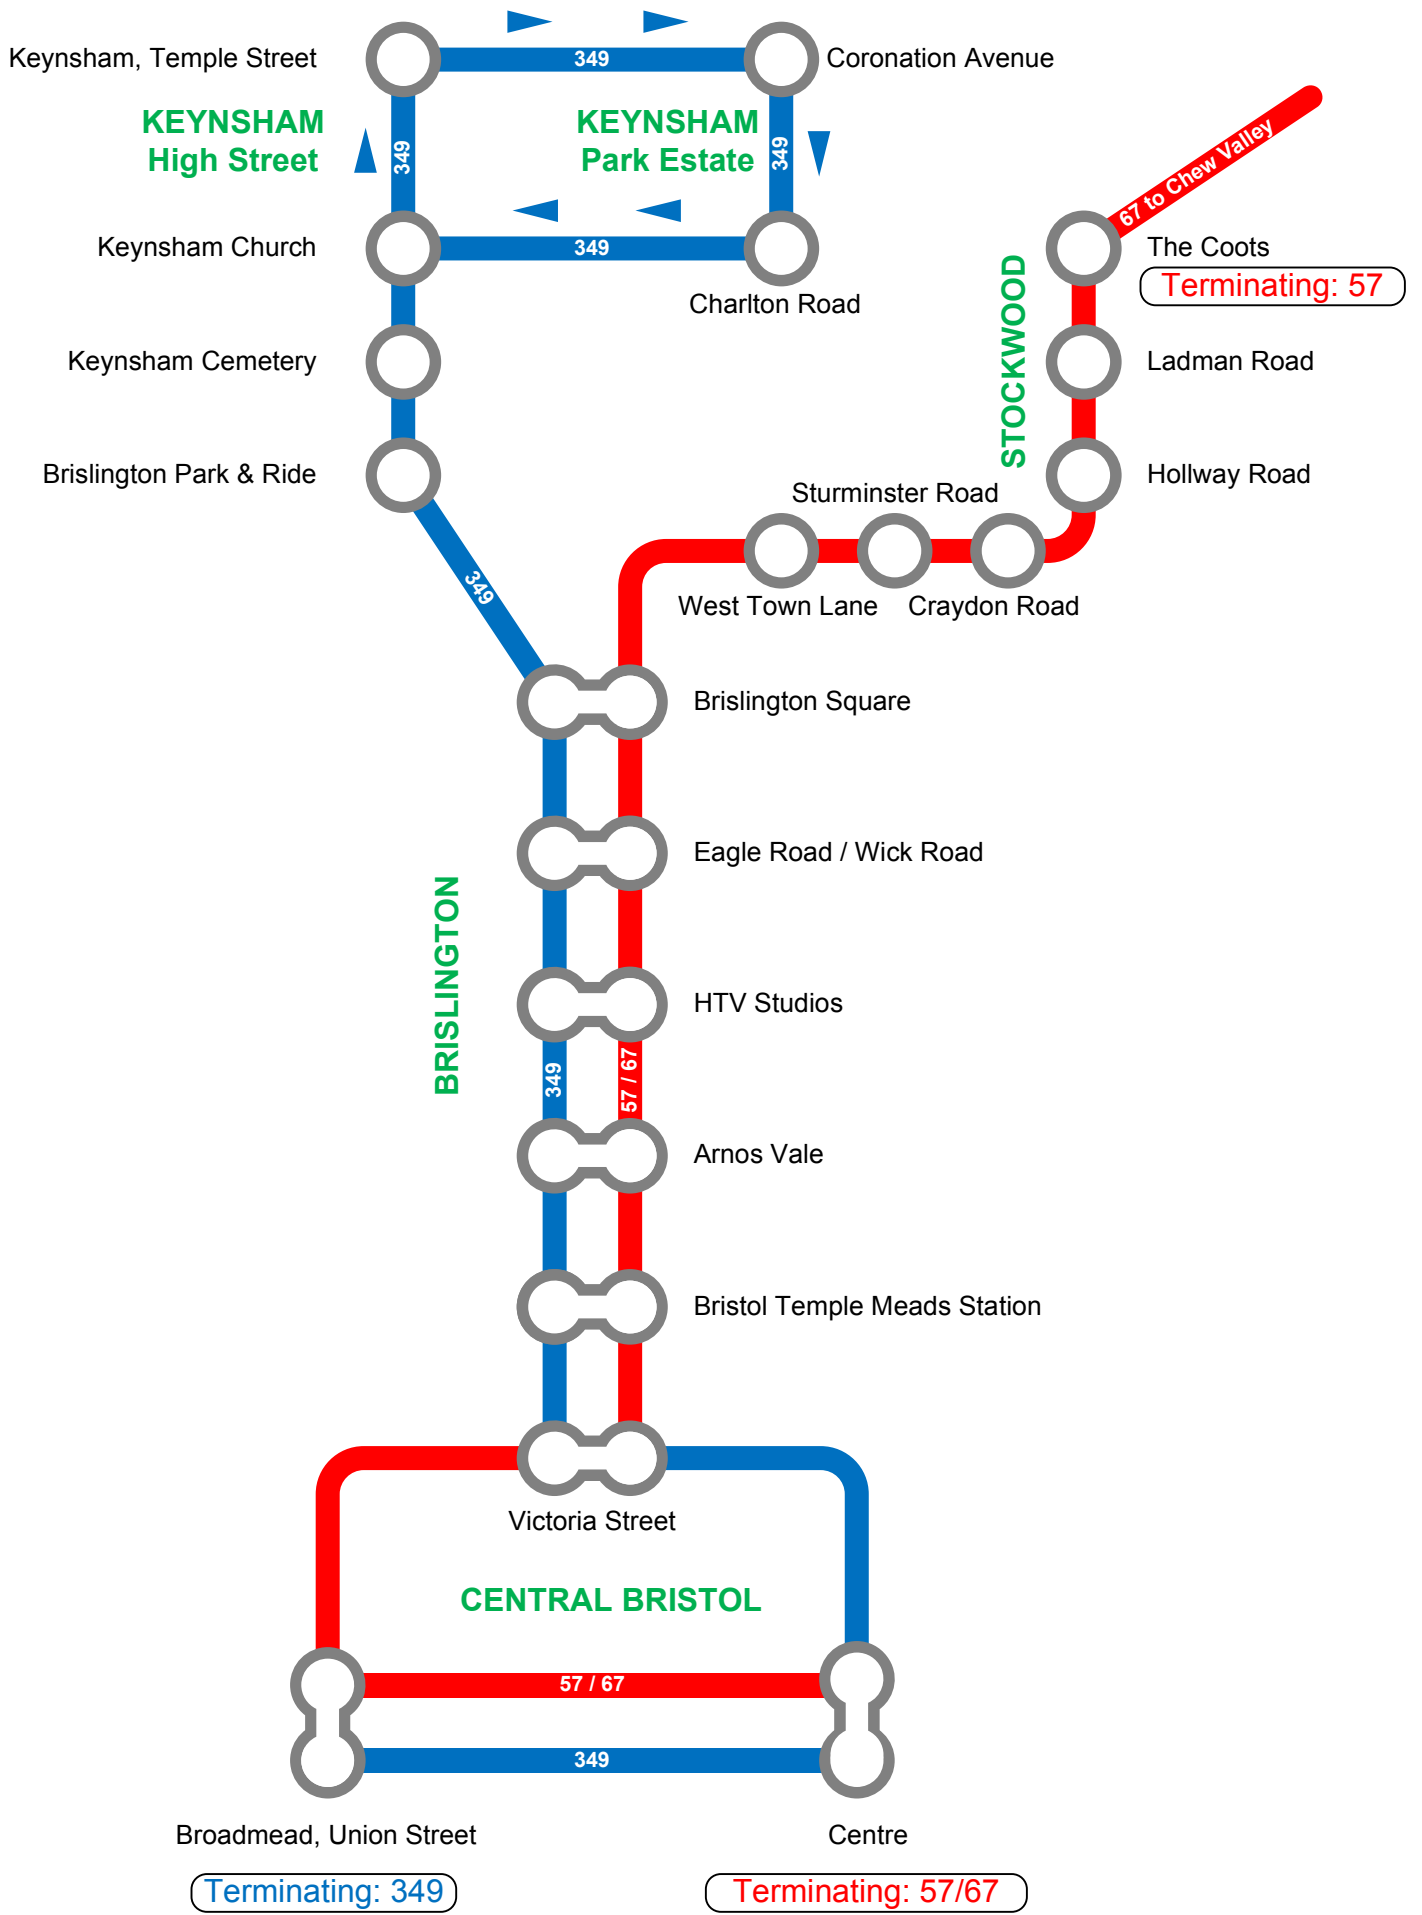 Keynsham, Temple Street
349
Coronation Avenue
KEYNSHAM
High Street
349
KEYNSHAM
Park Estate
349
67 to Chew Valley
Keynsham Church
349
Charlton Road
The Coots
Terminating: 57
STOCKWOOD
Keynsham Cemetery
Ladman Road
Brislington Park & Ride
Hollway Road
Sturminster Road
349
West Town Lane
Craydon Road
Brislington Square
Eagle Road / Wick Road
BRISLINGTON
HTV Studios
349
57 / 67
Arnos Vale
Bristol Temple Meads Station
Victoria Street
CENTRAL BRISTOL
57 / 67
349
Broadmead, Union Street
Centre
Terminating: 349
Terminating: 57/67